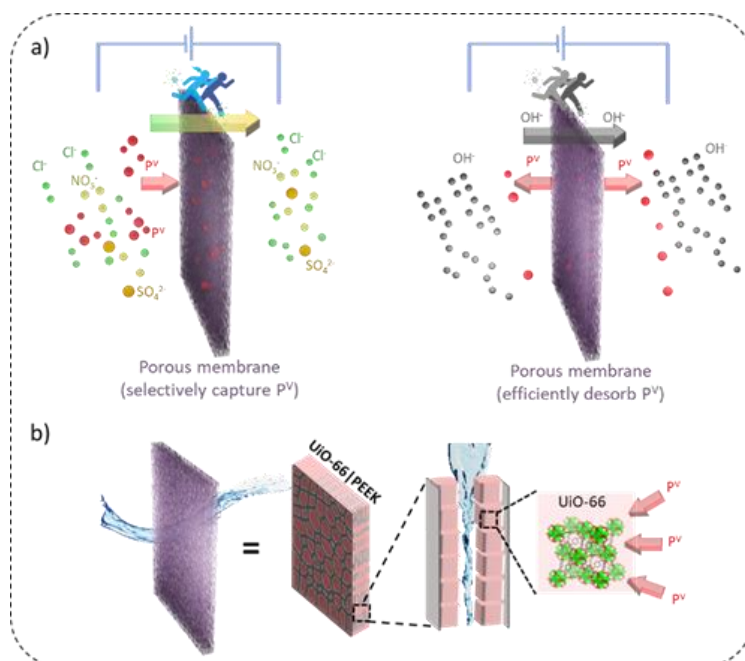 a)
Cl⁻
Cl⁻
NO₃⁻
Pⱽ
Pⱽ
Cl⁻
Cl⁻
NO₃⁻
SO₄²⁻
SO₄²⁻
Porous membrane
(selectively capture Pⱽ)
OH⁻
OH⁻
OH⁻
Pⱽ
Pⱽ
OH⁻
Porous membrane
(efficiently desorb Pⱽ)
b)
=
UiO-66|PEEK
UiO-66
Pⱽ
Pⱽ
Pⱽ